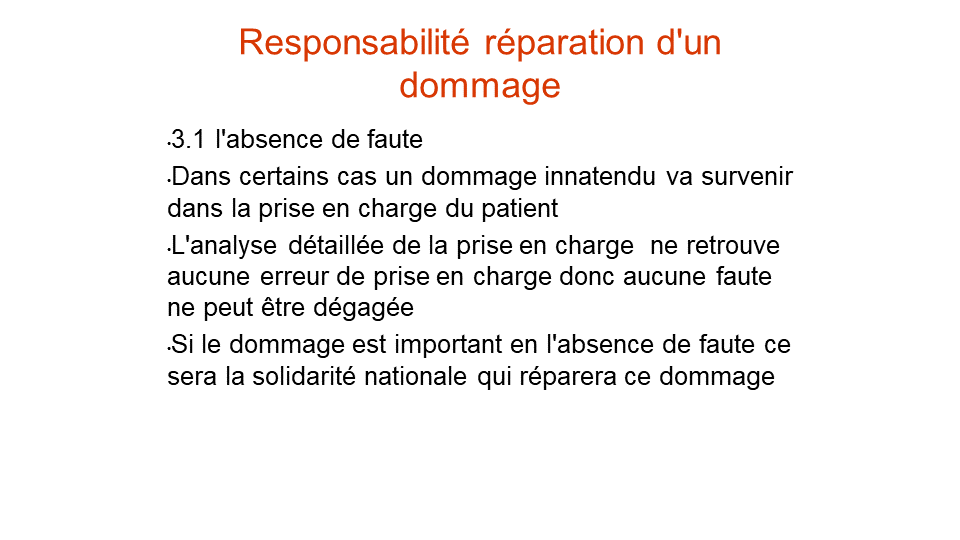 Responsabilité réparation d'un
dommage
•3.1 l'absence de faute
•Dans certains cas un dommage innatendu va survenir
dans la prise en charge du patient
•L'analyse détaillée de la prise en charge  ne retrouve
aucune erreur de prise en charge donc aucune faute
ne peut être dégagée
•Si le dommage est important en l'absence de faute ce
sera la solidarité nationale qui réparera ce dommage